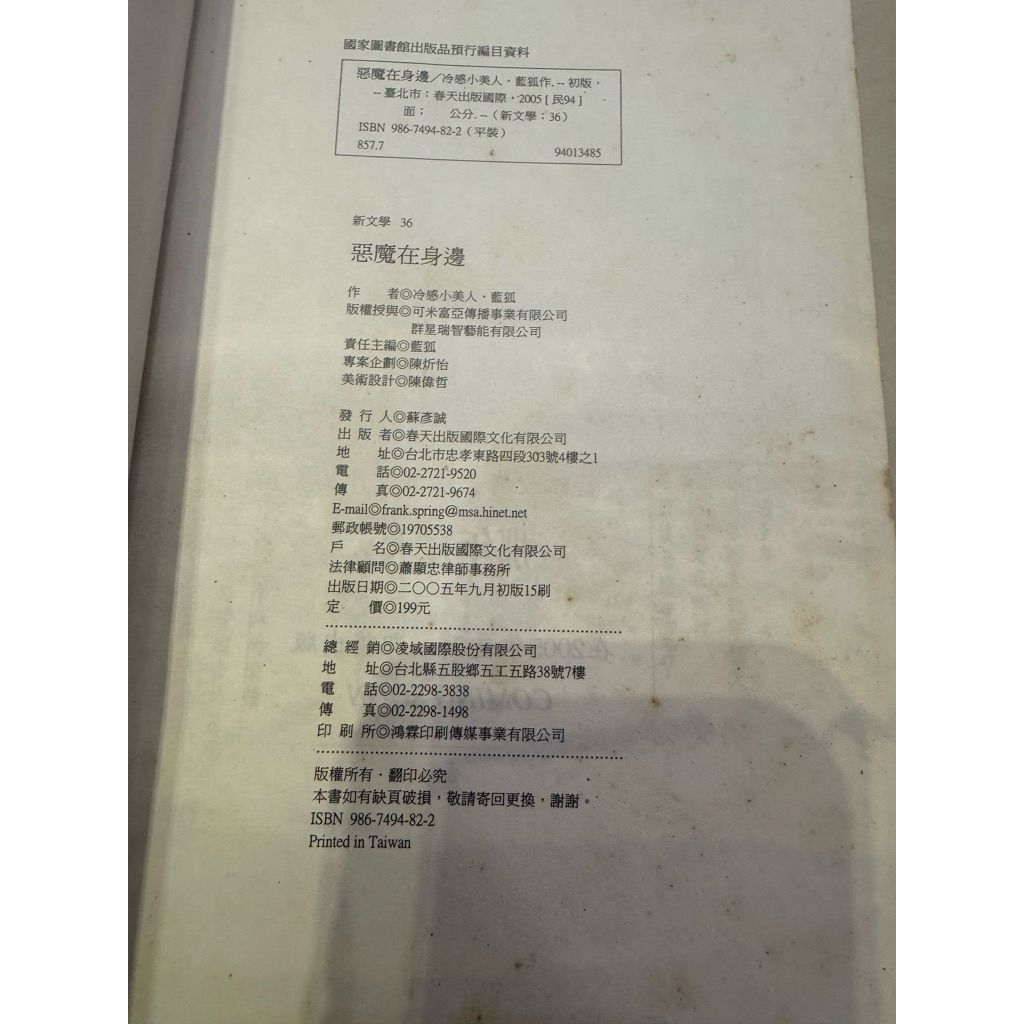 國家圖書館出版品預行編目資料
惡魔在身邊／冷感小美人、藍狐作. -- 初版，
-- 臺北市：春天出版國際，2005 [ 民94 ]
面；　公分. --（新文學；36）
ISBN 986-7494-82-2（平裝）
857.7　94013485
新文學 36
惡魔在身邊
作　　者◎冷感小美人、藍狐
版權授與◎可米富亞傳播事業有限公司
群星瑞智藝能有限公司
責任主編◎藍狐
專案企劃◎陳炘怡
美術設計◎陳偉哲
發 行 人◎蘇彥誠
出 版 者◎春天出版國際文化有限公司
地　　址◎台北市忠孝東路四段303號4樓之1
電　　話◎02-2721-9520
傳　　真◎02-2721-9674
E-mail◎frank.spring@msa.hinet.net
郵政帳號◎19705538
戶　　名◎春天出版國際文化有限公司
法律顧問◎蕭顯忠律師事務所
出版日期◎二〇〇五年九月初版15刷
定　　價◎199元
總 經 銷◎凌域國際股份有限公司
地　　址◎台北縣五股鄉五工五路38號7樓
電　　話◎02-2298-3838
傳　　真◎02-2298-1498
印 刷 所◎鴻霖印刷傳媒事業有限公司
版權所有‧翻印必究
本書如有缺頁破損，敬請寄回更換，謝謝。
ISBN 986-7494-82-2
Printed in Taiwan